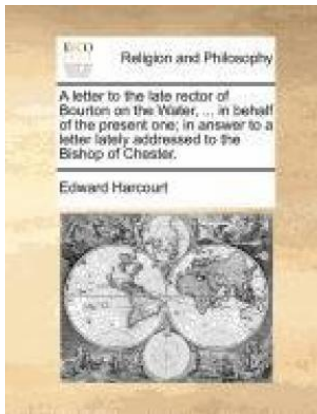 ECCO
Religion and Philosophy
A letter to the late rector of
Bourton on the Water, ... in behalf
of the present one; in answer to a
letter lately addressed to the
Bishop of Chester.
Edward Harcourt